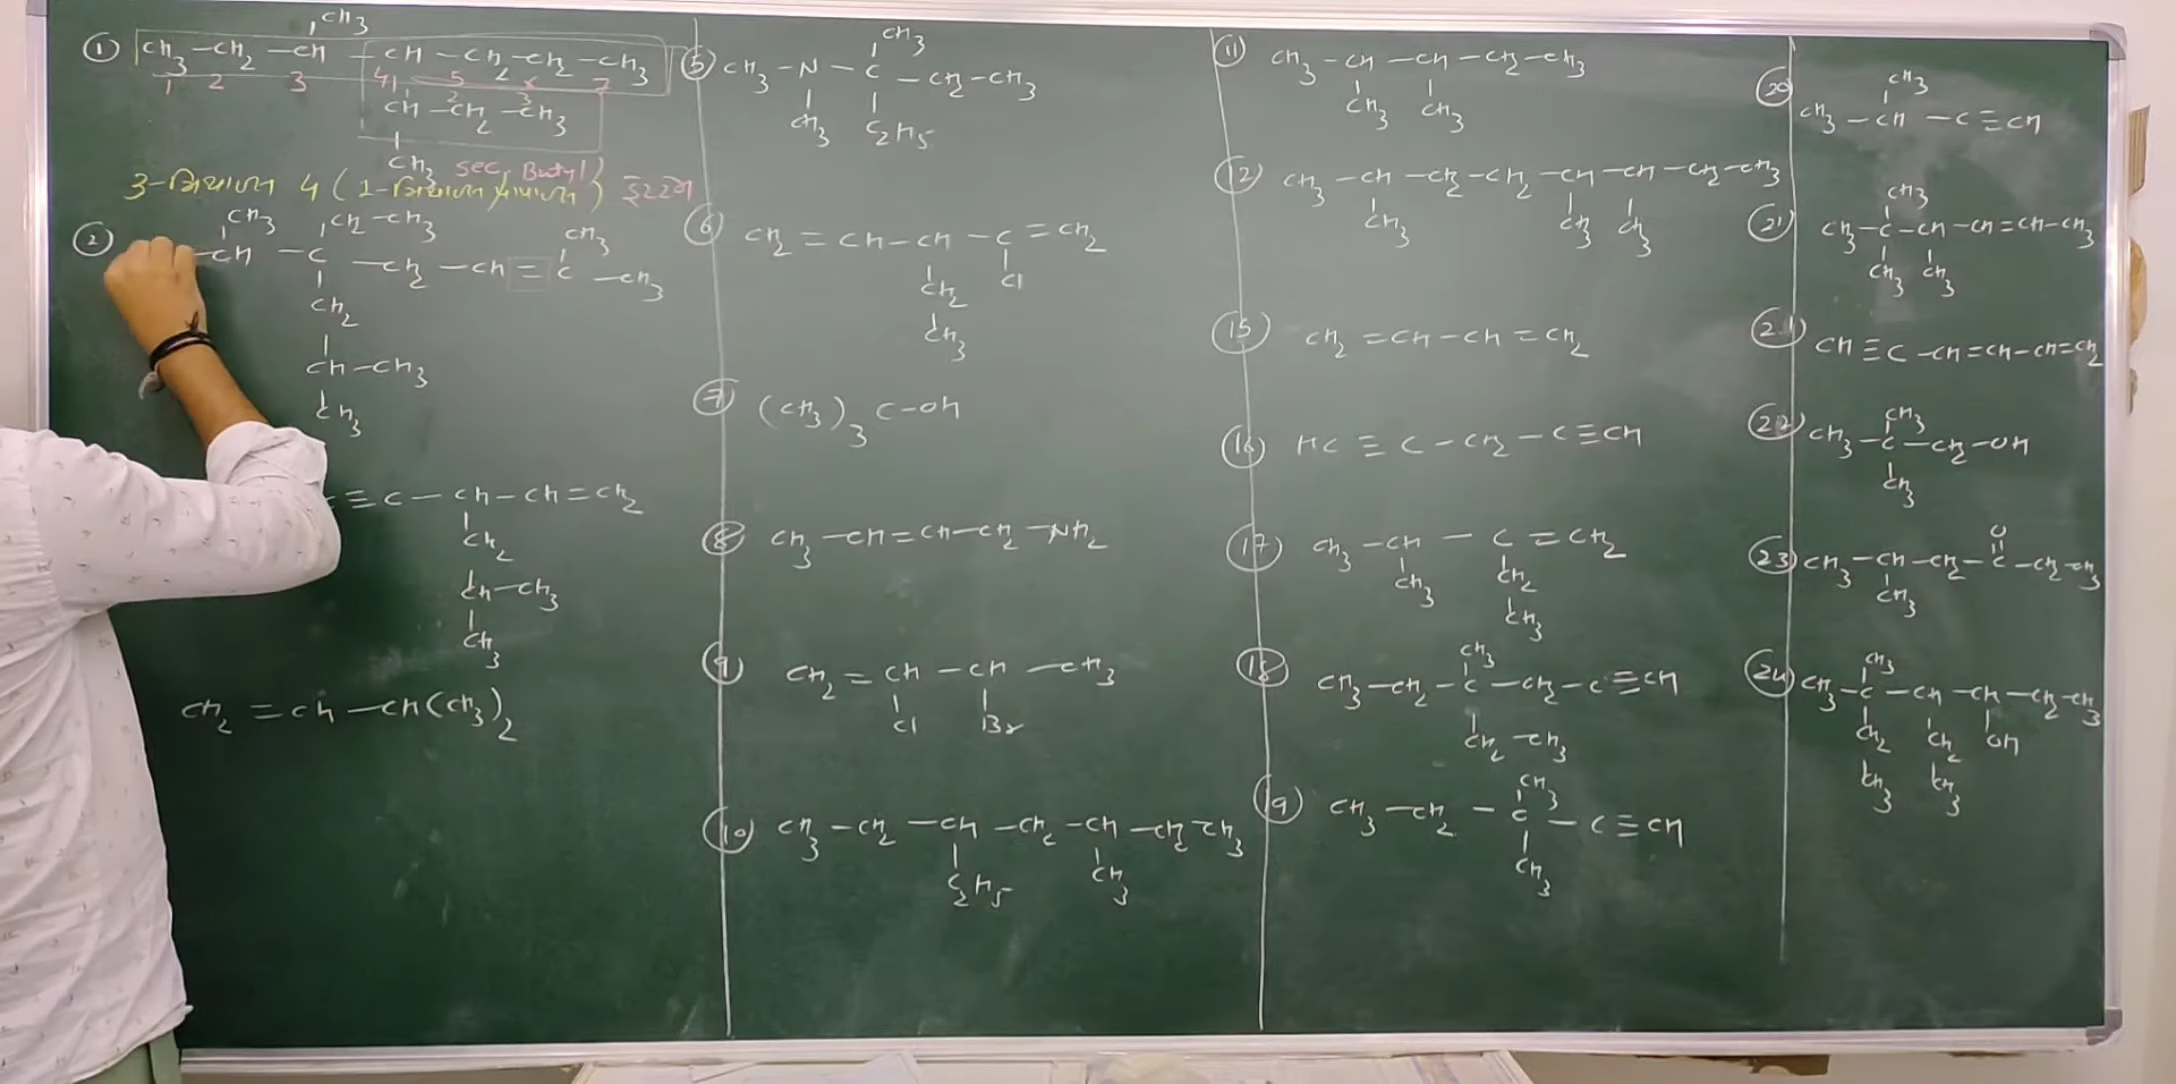 ① CH3 -CH2 -CH - CH -CH2 -CH2 -CH3
CH3
1 2 3 4 5 6 7
CH -CH2 -CH3
1 2 3
CH3
sec, Butyl
② CH -C -CH2 -CH = C -CH3
CH3 CH2 -CH3 CH3
CH2
CH-CH3
CH3
≡C - CH-CH=CH2
CH2
CH-CH3
CH3
CH2 =CH -CH(CH3)2
⑤ CH3 -N - C -CH2-CH3
CH3
CH3 C2H5
⑥ CH2 = CH-CH - C =CH2
CH2 Cl
CH3
⑦ (CH3)3 C-OH
⑧ CH3 -CH=CH-CH2 -NH2
⑨ CH2 = CH -CH -CH3
Cl Br
⑩ CH3 -CH2 -CH -CH2 -CH -CH2 -CH3
C2H5 CH3
⑪ CH3 -CH -CH -CH2 -CH3
CH3 CH3
⑫ CH3 -CH -CH2 -CH2 -CH -CH -CH2 -CH3
CH3 CH3 CH3
⑮ CH2 =CH-CH =CH2
⑯ HC ≡ C -CH2 -C≡CH
⑰ CH3 -CH - C =CH2
CH3 CH2
CH3
⑱ CH3-CH2 -C -CH2-C≡CH
CH3
CH2 -CH3
⑲ CH3 -CH2 - C - C≡CH
CH3
CH3
⑳ CH3 -CH -C≡CH
CH3
㉑ CH3-C-CH-CH=CH-CH3
CH3
CH3 CH3
㉑ CH≡C -CH=CH-CH=CH2
㉒ CH3 -C -CH2-OH
CH3
CH3
㉓ CH3 -CH -CH2-C -CH2-CH3
O
CH3
㉔ CH3-C -CH -CH -CH2-CH3
CH3
CH2 CH2 OH
CH3 CH3